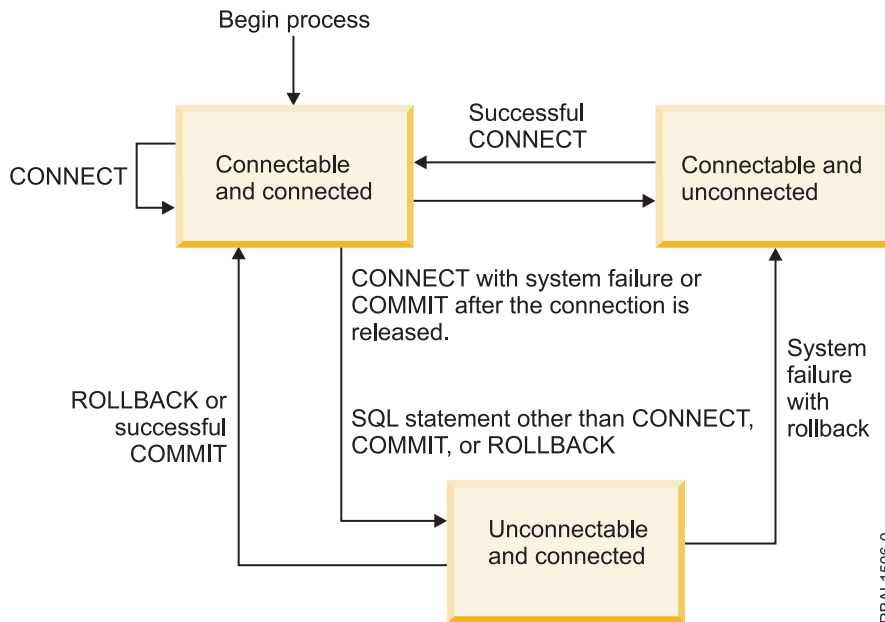 Begin process
Successful
CONNECT
Connectable
and connected
Connectable and
unconnected
CONNECT
CONNECT with system failure or
COMMIT after the connection is
released.
System
failure
with
rollback
ROLLBACK or
successful
COMMIT
SQL statement other than CONNECT,
COMMIT, or ROLLBACK
Unconnectable
and connected